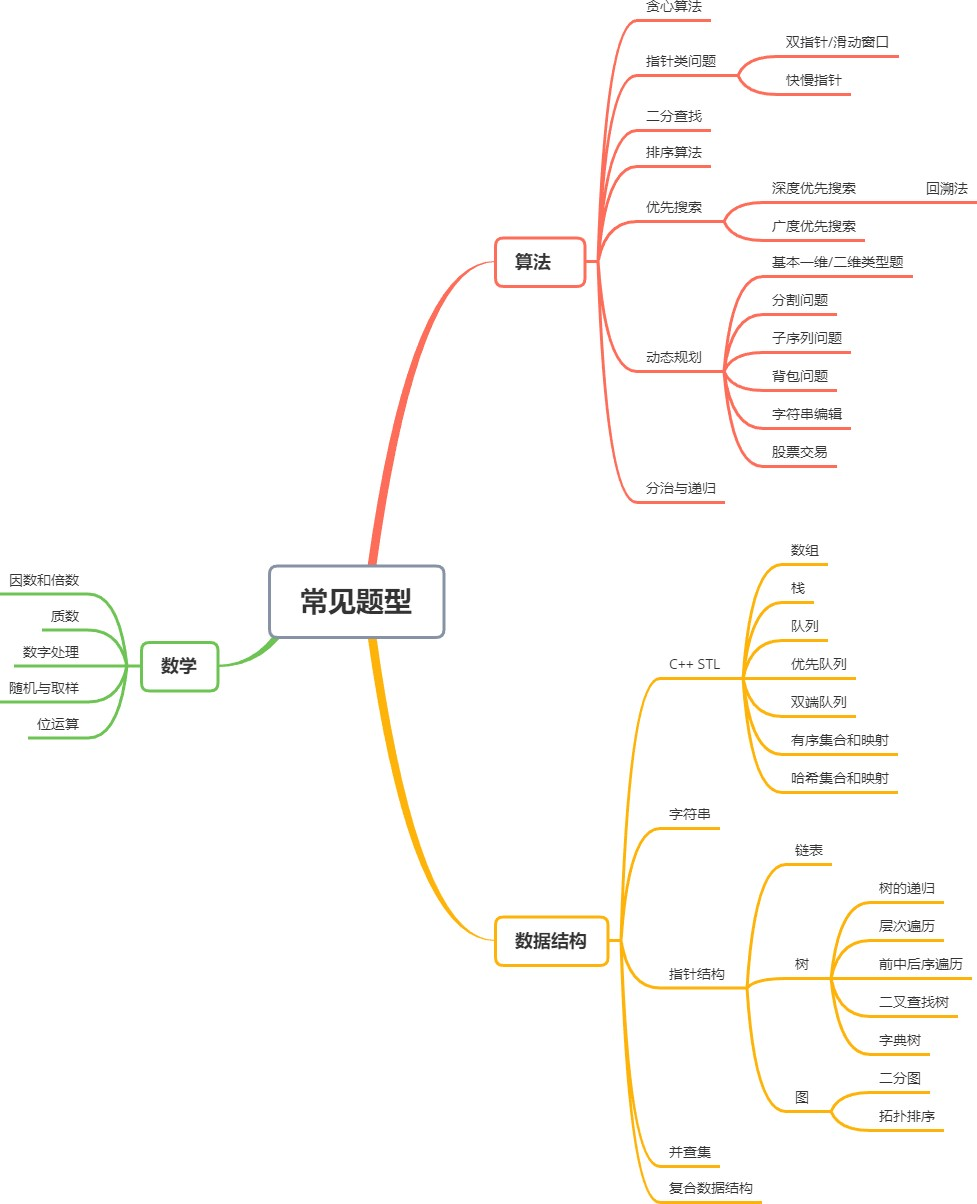 常见题型
算法
贪心算法
指针类问题
双指针/滑动窗口
快慢指针
二分查找
排序算法
优先搜索
深度优先搜索
回溯法
广度优先搜索
动态规划
基本一维/二维类型题
分割问题
子序列问题
背包问题
字符串编辑
股票交易
分治与递归
数学
因数和倍数
质数
数字处理
随机与取样
位运算
数据结构
C++ STL
数组
栈
队列
优先队列
双端队列
有序集合和映射
哈希集合和映射
字符串
指针结构
链表
树
树的递归
层次遍历
前中后序遍历
二叉查找树
字典树
图
二分图
拓扑排序
并查集
复合数据结构